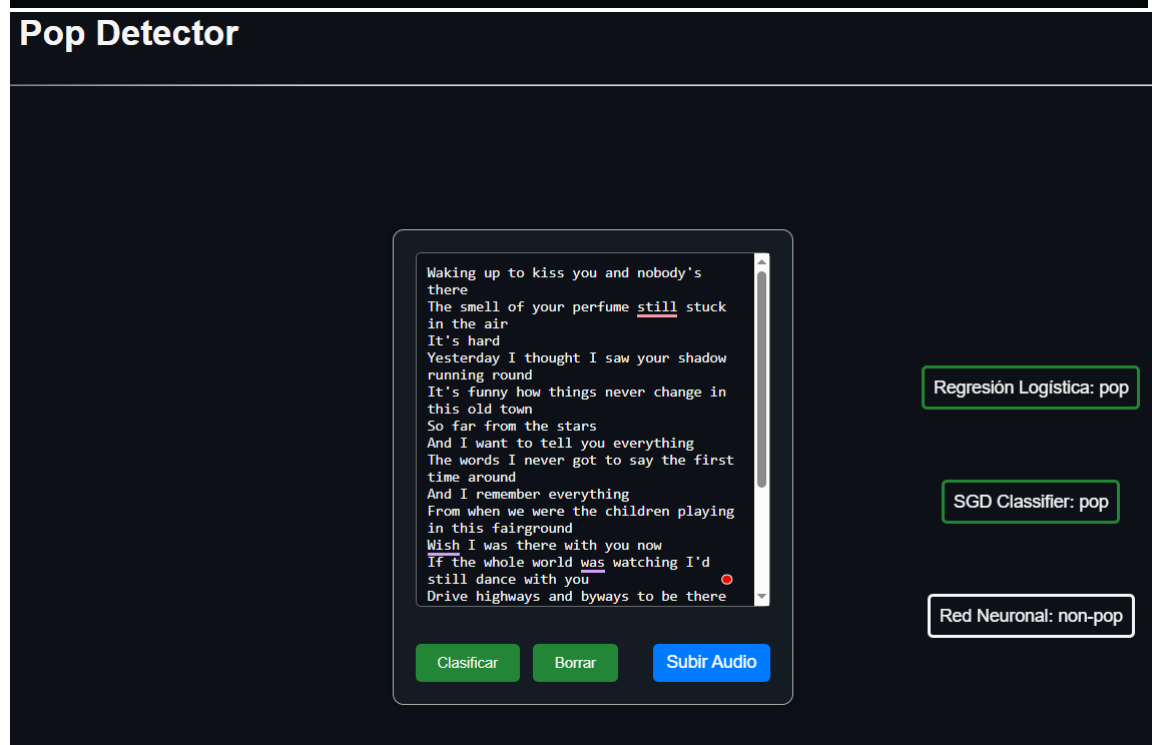 Pop Detector
Waking up to kiss you and nobody's
there
The smell of your perfume still stuck
in the air
It's hard
Yesterday I thought I saw your shadow
running round
It's funny how things never change in
this old town
So far from the stars
And I want to tell you everything
The words I never got to say the first
time around
And I remember everything
From when we were the children playing
in this fairground
Wish I was there with you now
If the whole world was watching I'd
still dance with you
Drive highways and byways to be there
Clasificar
Borrar
Subir Audio
Regresión Logística: pop
SGD Classifier: pop
Red Neuronal: non-pop